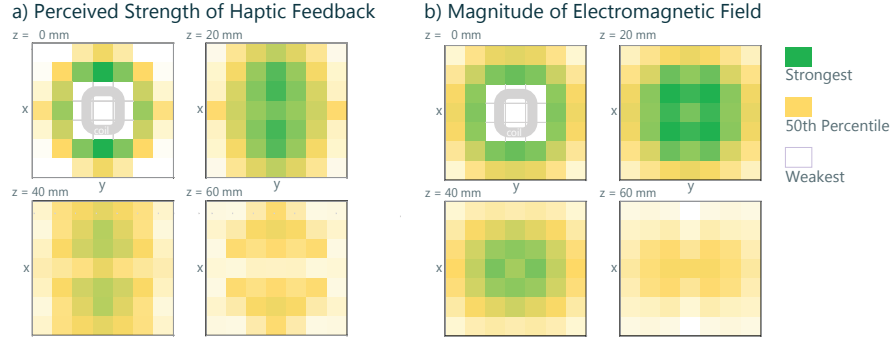 a) Perceived Strength of Haptic Feedback
z = 0 mm
z = 20 mm
x
coil
y
z = 40 mm
z = 60 mm
x
b) Magnitude of Electromagnetic Field
z = 0 mm
z = 20 mm
x
coil
y
z = 40 mm
z = 60 mm
x
Strongest
50th Percentile
Weakest